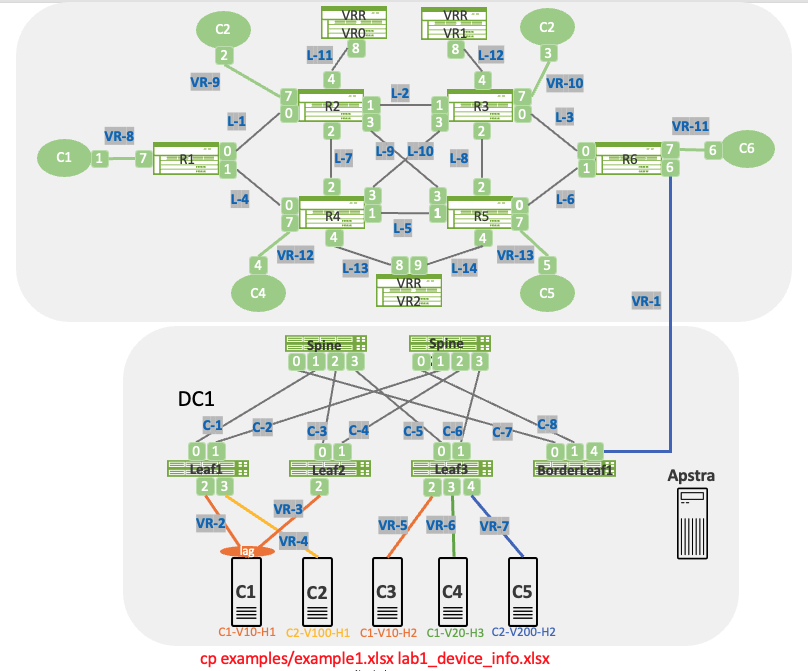 VRR VRR
C2 VR0 VR1 C2
2 8 8 3
L-11 L-12
VR-9 4 4 VR-10
L-2
7 R2 1 1 R3 7
0 3 3 0
L-1 L-3
VR-8 2 2 VR-11
C1 1 7 R1 0 L-7 L-9 L-10 L-8 0 R6 7 6 C6
1 1 6
2 2
L-4 3 3 L-6
0 R4 1 1 R5 0
7 L-5 7
4 4
VR-12 VR-13
4 L-13 8 9 L-14 5
C4 VRR C5
VR2
VR-1
Spine Spine
0 1 2 3 0 1 2 3
DC1
C-1 C-2 C-3 C-4 C-5 C-6 C-7 C-8
0 1 0 1 0 1 0 1 4
Leaf1 Leaf2 Leaf3 BorderLeaf1
Apstra
2 3 2 2 3 4
VR-2 VR-3 VR-4 VR-5 VR-6 VR-7
lag
C1 C2 C3 C4 C5
C1-V10-H1 C2-V100-H1 C1-V10-H2 C1-V20-H3 C2-V200-H2
cp examples/example1.xlsx lab1_device_info.xlsx